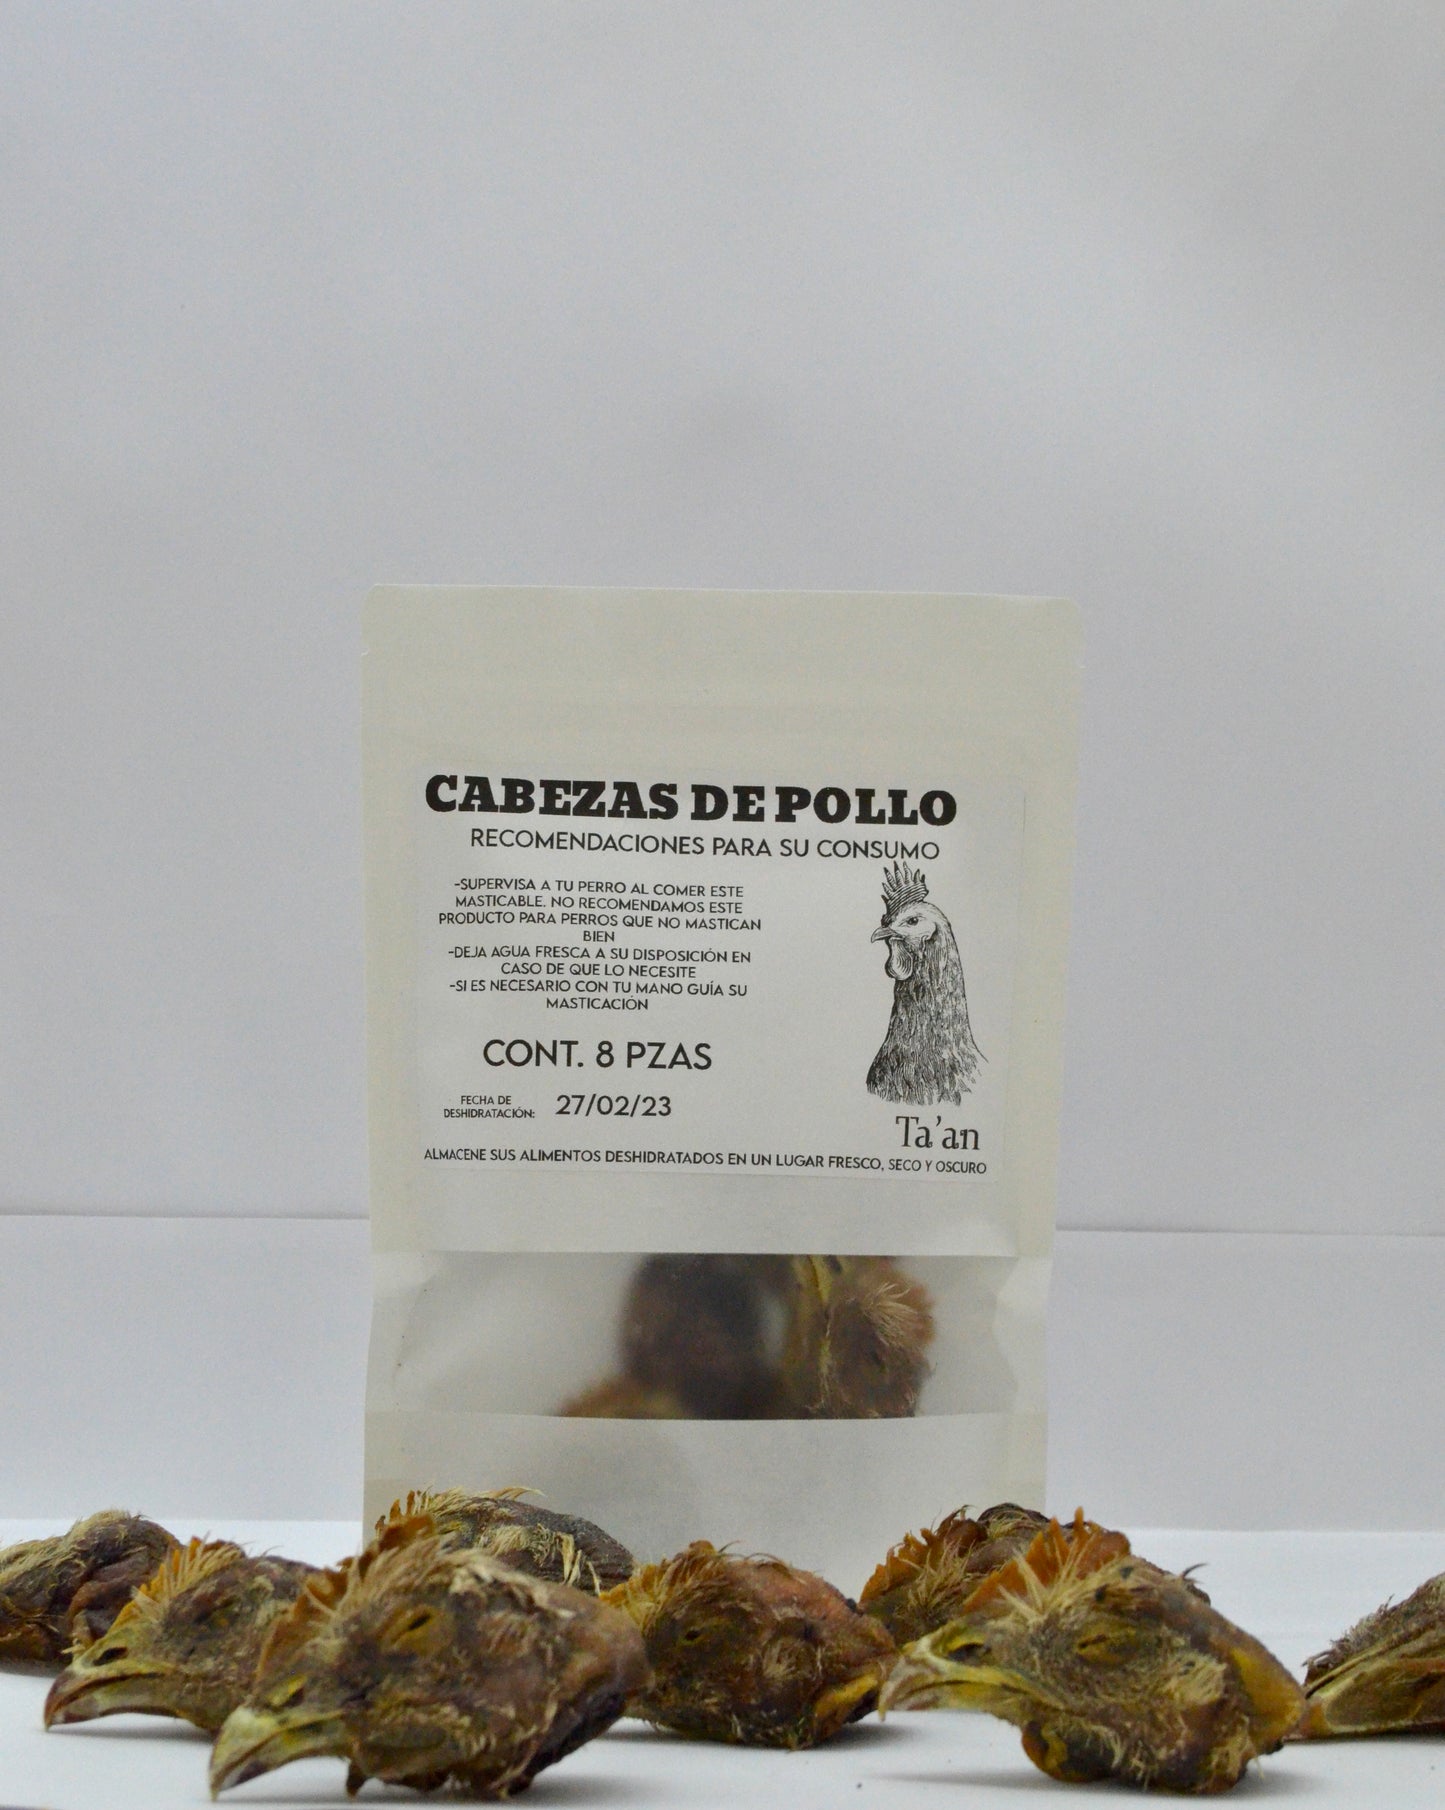 CABEZAS DE POLLO
RECOMENDACIONES PARA SU CONSUMO
-SUPERVISA A TU PERRO AL COMER ESTE
MASTICABLE. NO RECOMENDAMOS ESTE
PRODUCTO PARA PERROS QUE NO MASTICAN
BIEN
-DEJA AGUA FRESCA A SU DISPOSICIÓN EN
CASO DE QUE LO NECESITE
-SI ES NECESARIO CON TU MANO GUÍA SU
MASTICACIÓN
CONT. 8 PZAS
FECHA DE
DESHIDRATACIÓN:
27/02/23
Ta'an
ALMACENE SUS ALIMENTOS DESHIDRATADOS EN UN LUGAR FRESCO, SECO Y OSCURO